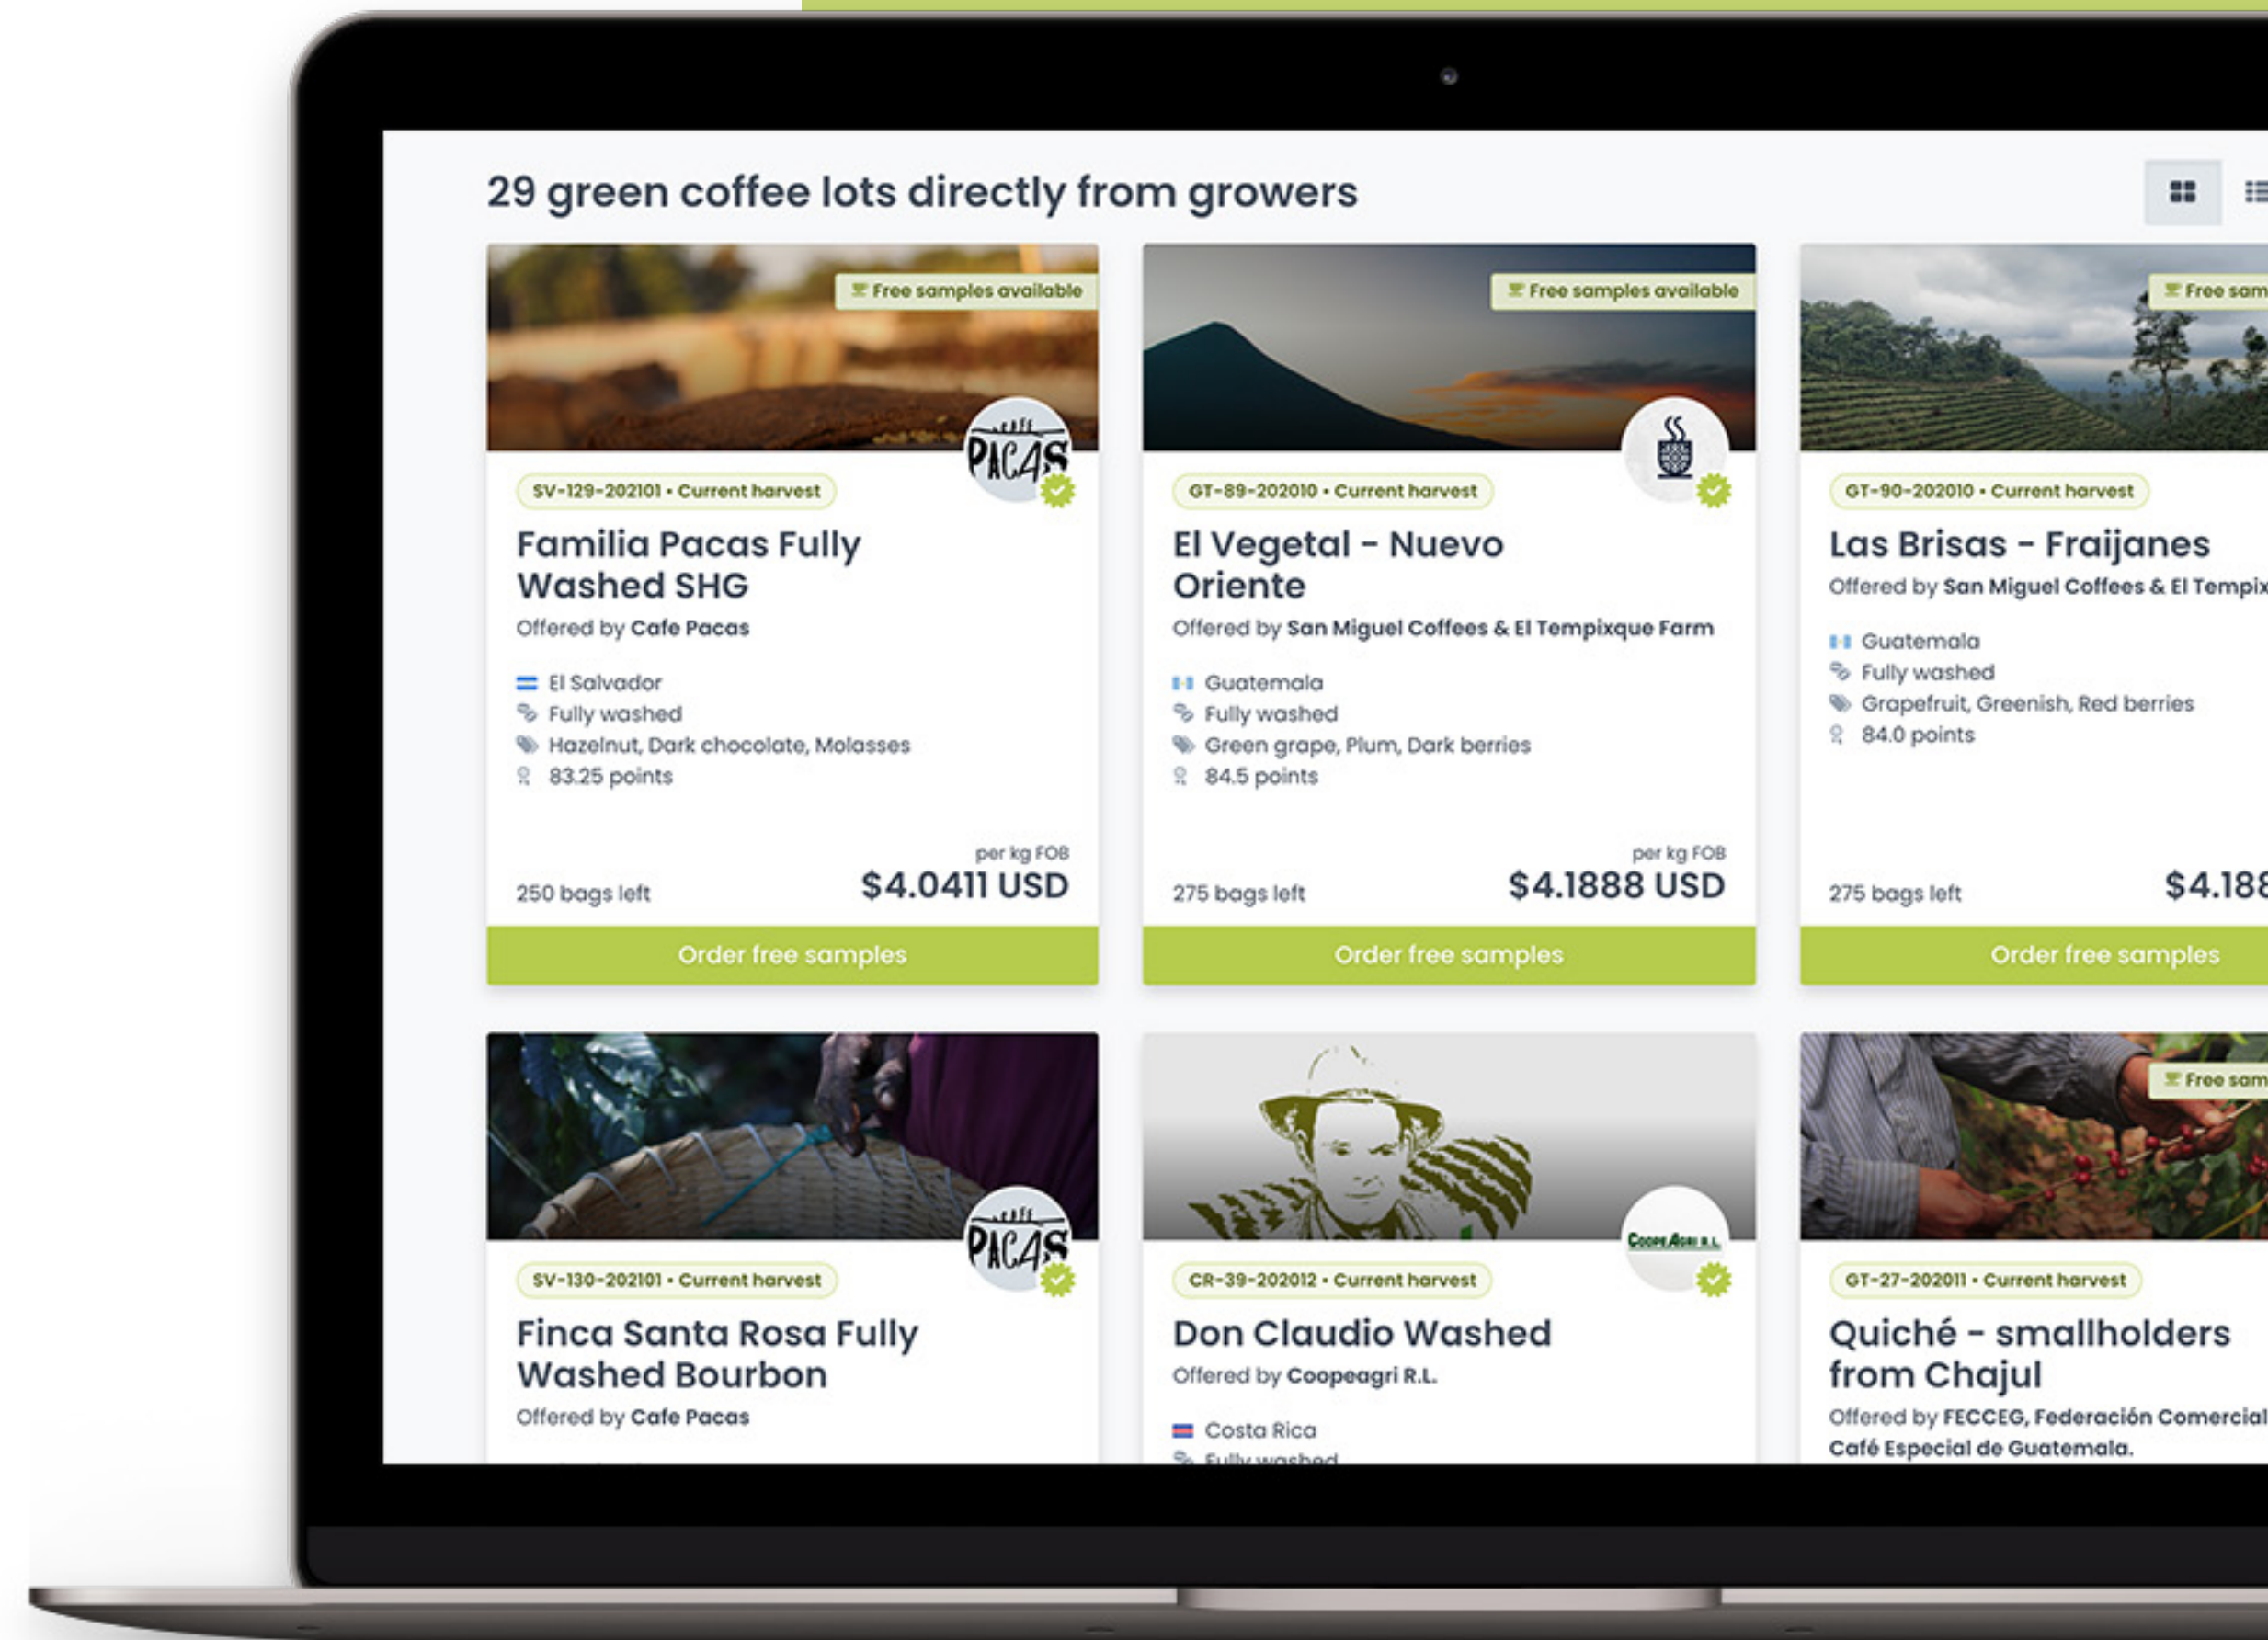 29 green coffee lots directly from growers
Free samples available
CAFE
PACAS
SV-129-202101 • Current harvest
Familia Pacas Fully
Washed SHG
Offered by Cafe Pacas
El Salvador
Fully washed
Hazelnut, Dark chocolate, Molasses
83.25 points
per kg FOB
250 bags left
$4.0411 USD
Order free samples
Free samples available
GT-89-202010 • Current harvest
El Vegetal - Nuevo
Oriente
Offered by San Miguel Coffees & El Tempixque Farm
Guatemala
Fully washed
Green grape, Plum, Dark berries
84.5 points
per kg FOB
275 bags left
$4.1888 USD
Order free samples
Free
GT-90-202010 • Current harvest
Las Brisas - Fraijanes
Offered by San Miguel Coffees & El
Guatemala
Fully washed
Grapefruit, Greenish, Red berries
84.0 points
275 bags left
Order free samples
CAFE
PACAS
SV-130-202101 • Current harvest
Finca Santa Rosa Fully
Washed Bourbon
Offered by Cafe Pacas
COOPEAGRI R.L.
CR-39-202012 • Current harvest
Don Claudio Washed
Offered by Coopeagri R.L.
Costa Rica
Fully washed
Free
GT-27-202011 • Current harvest
Quiché - smallholders
from Chajul
Offered by FECCEG, Federación Comercial
Café Especial de Guatemala.